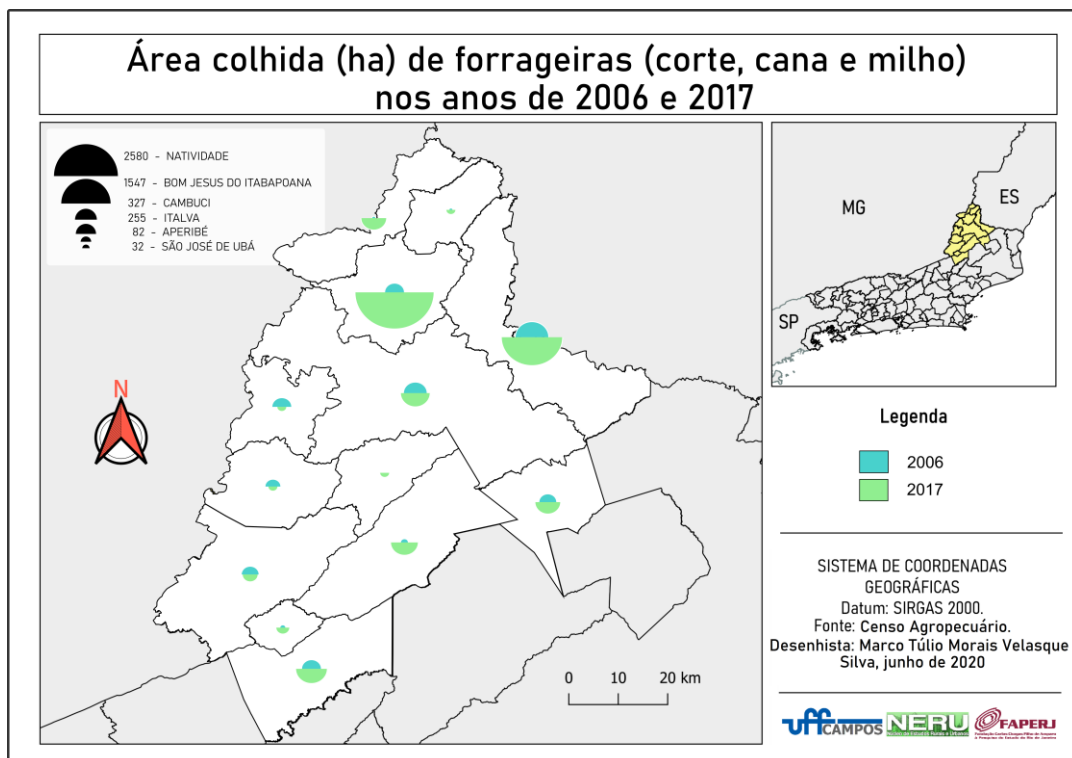 Área colhida (ha) de forrageiras (corte, cana e milho)
nos anos de 2006 e 2017
2580 - NATIVIDADE
1547 - BOM JESUS DO ITABAPOANA
327 - CAMBUCI
255 - ITALVA
82 - APERIBÉ
32 - SÃO JOSÉ DE UBÁ
N
0 10 20 km
MG
ES
SP
Legenda
2006
2017
SISTEMA DE COORDENADAS
GEOGRÁFICAS
Datum: SIRGAS 2000.
Fonte: Censo Agropecuário.
Desenhista: Marco Túlio Morais Velasque
Silva, junho de 2020
uff CAMPOS
NERU
FAPERJ